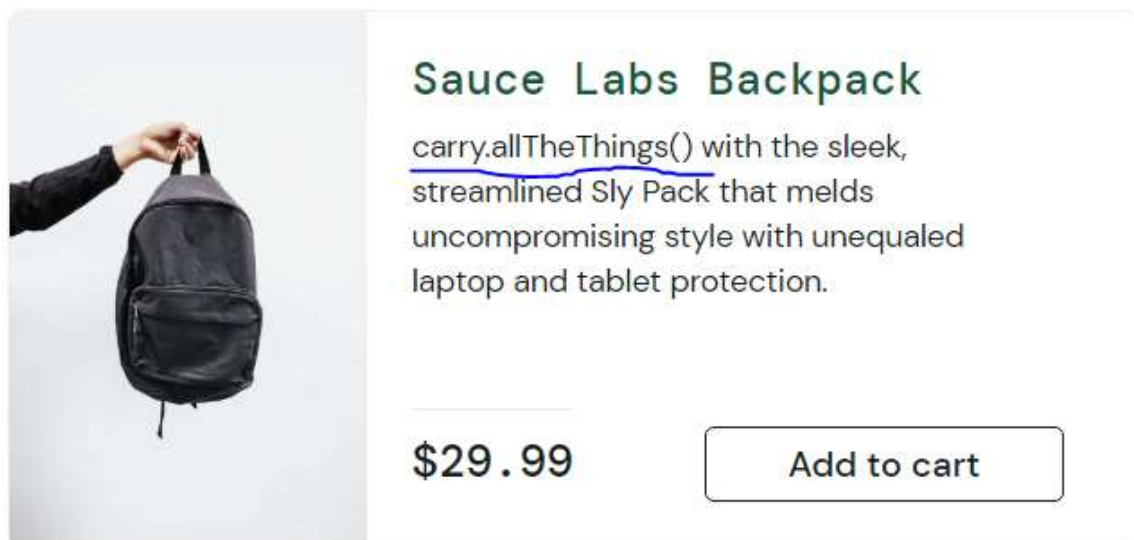 Sauce Labs Backpack
carry.allTheThings() with the sleek,
streamlined Sly Pack that melds
uncompromising style with unequaled
laptop and tablet protection.
$29.99
Add to cart